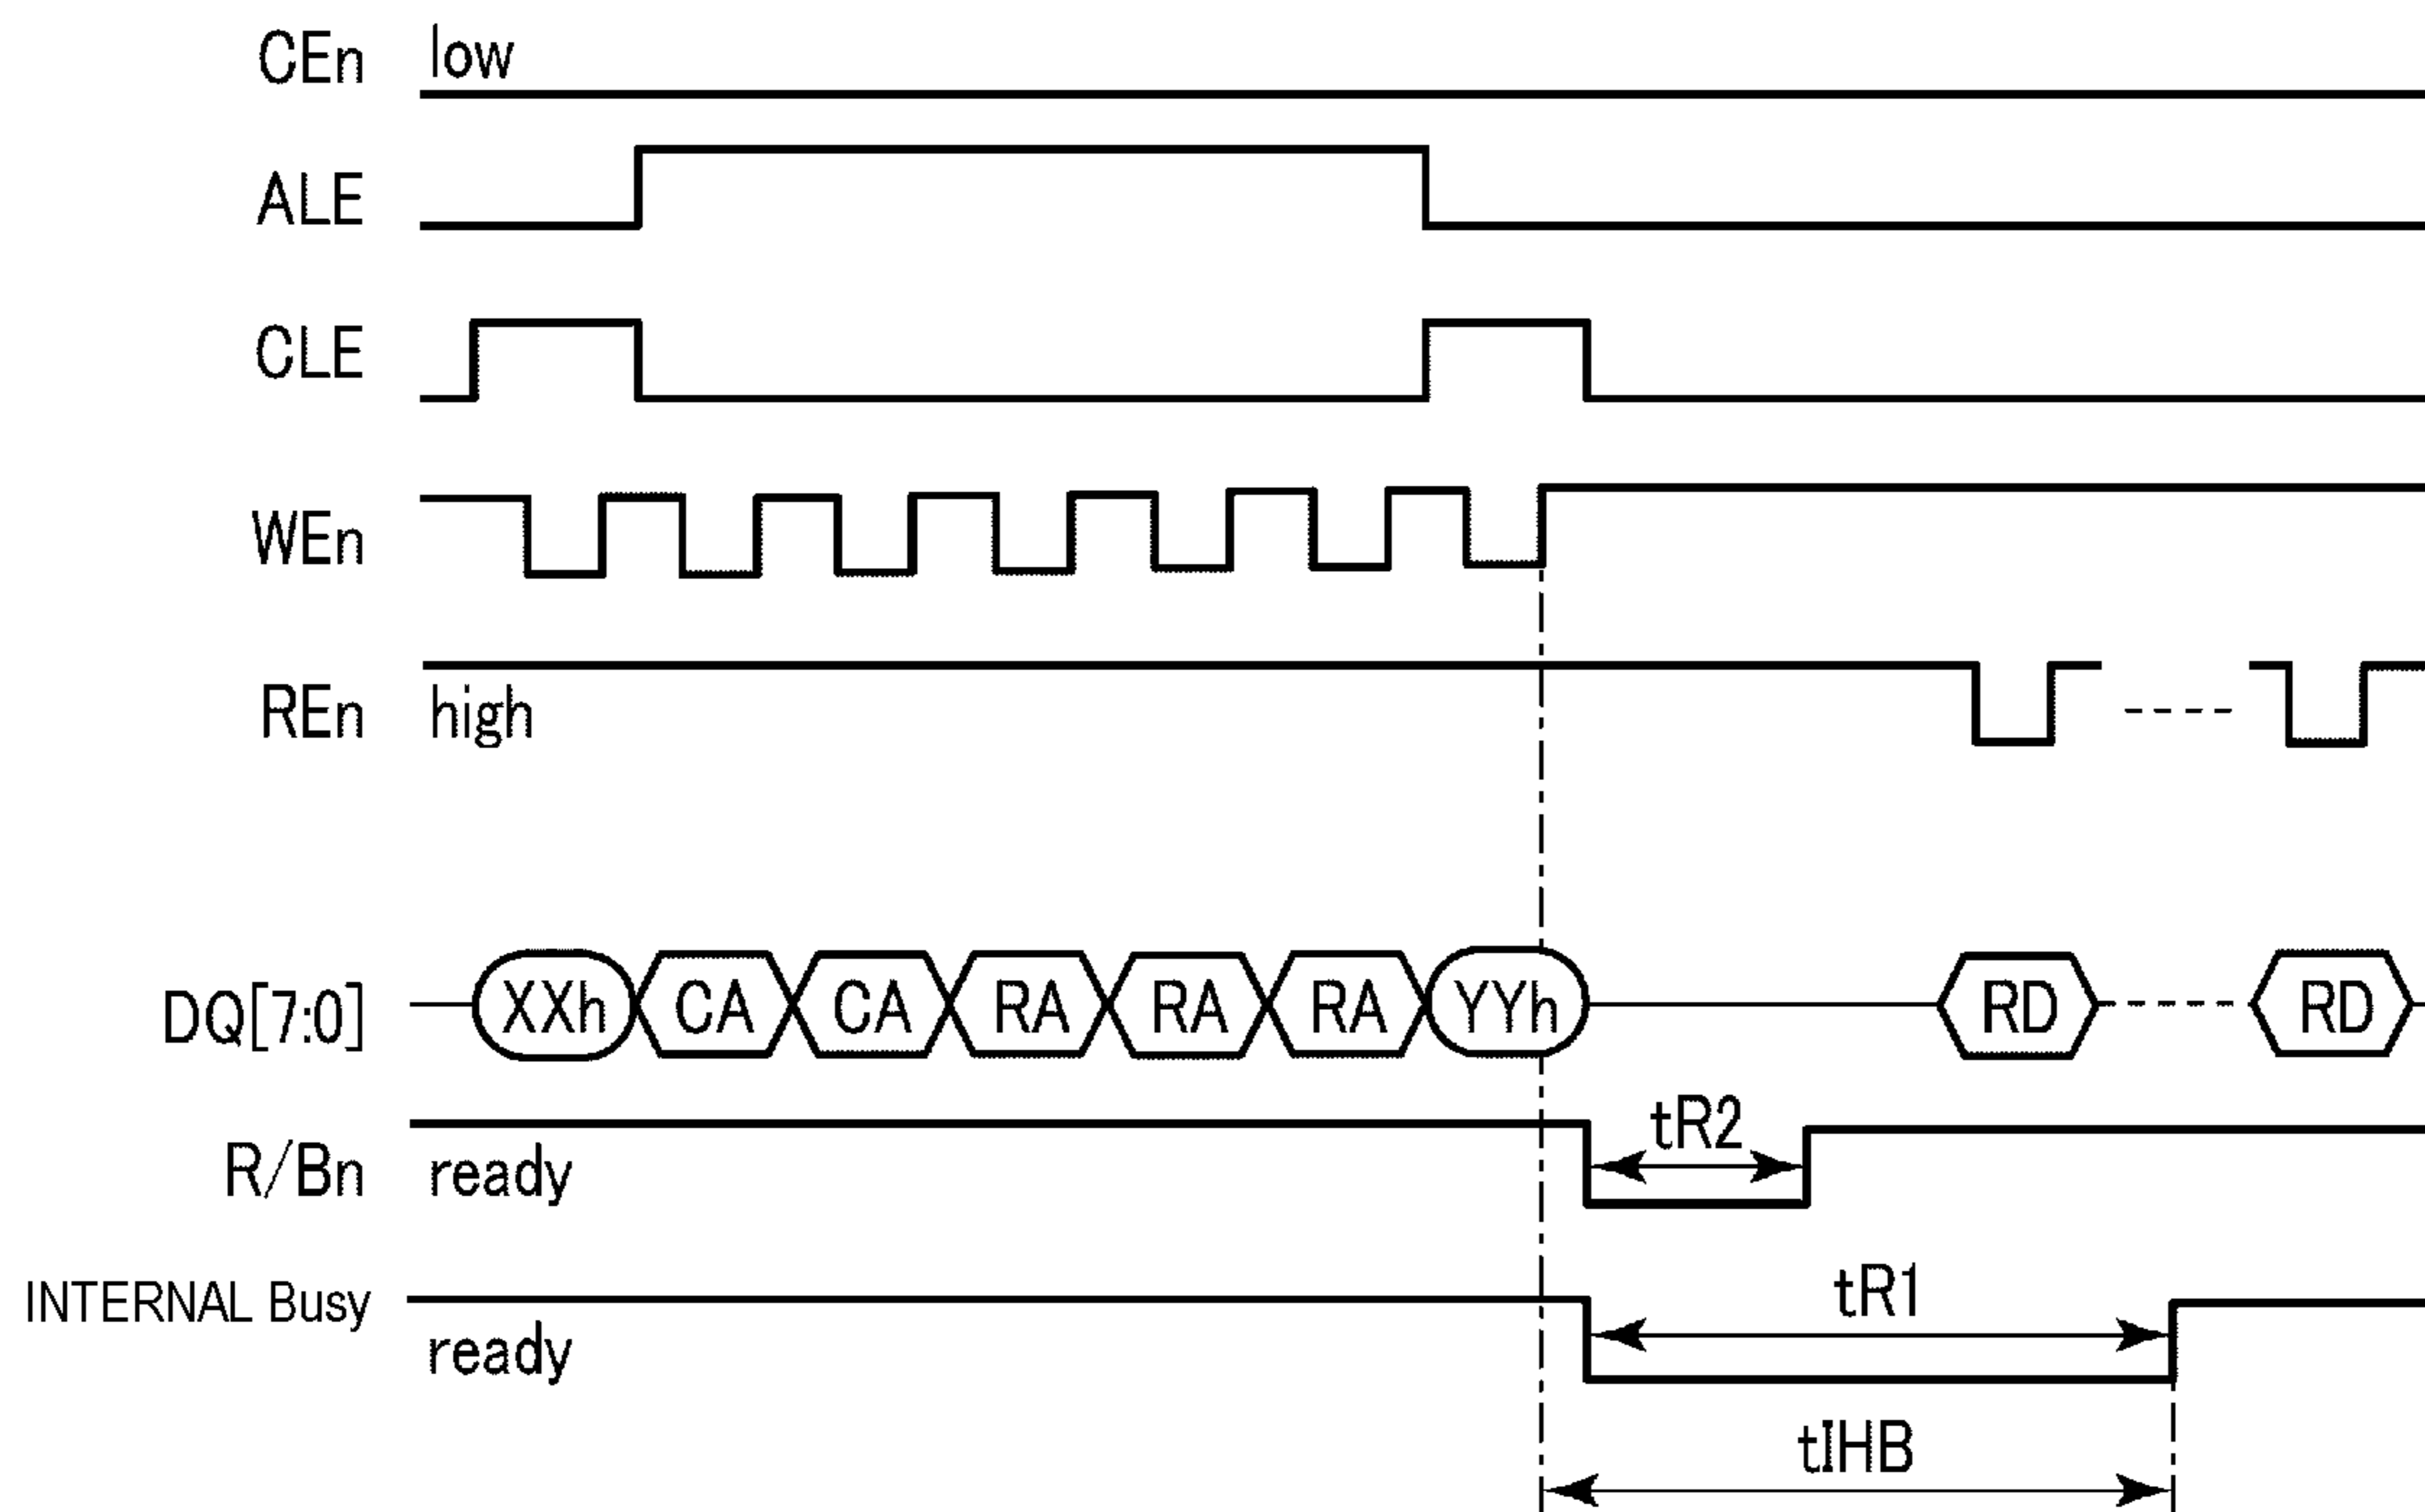 CEn low
ALE
CLE
WEn
REn high
DQ[7:0] XXh CA CA RA RA RA YYh RD RD
R/Bn ready tR2
INTERNAL Busy ready tR1
tIHB